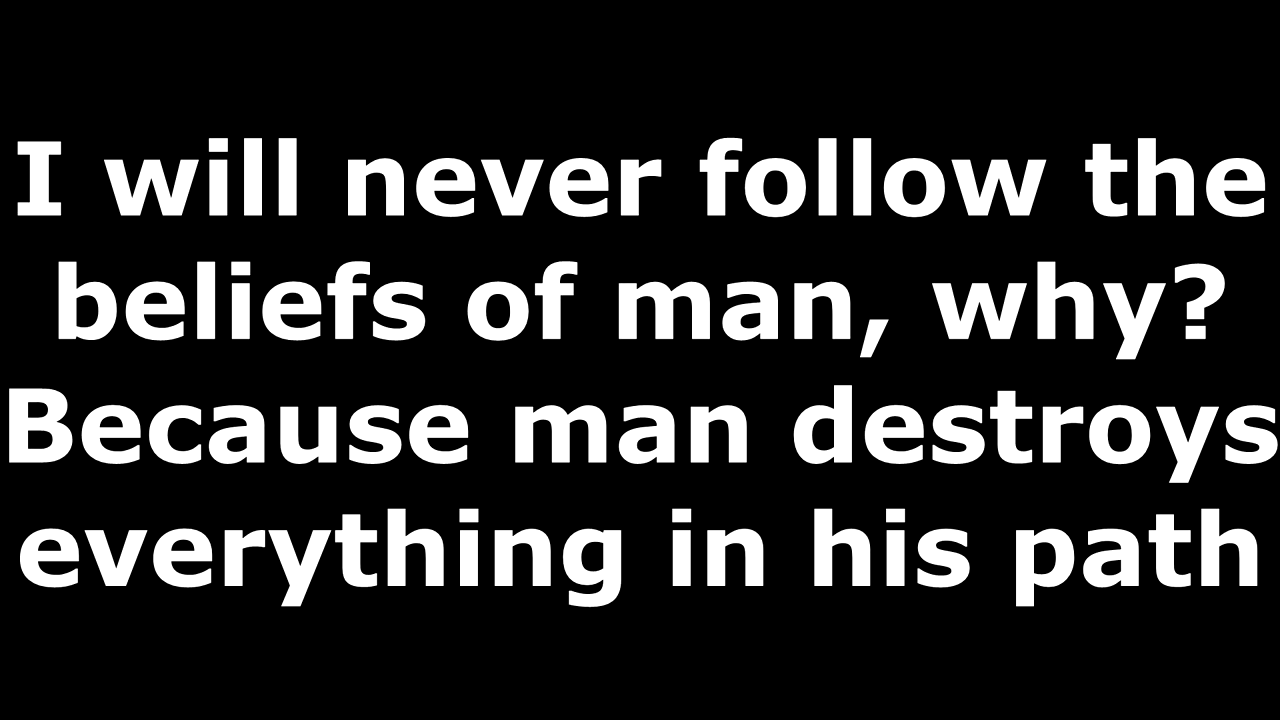 I will never follow the
beliefs of man, why?
Because man destroys
everything in his path